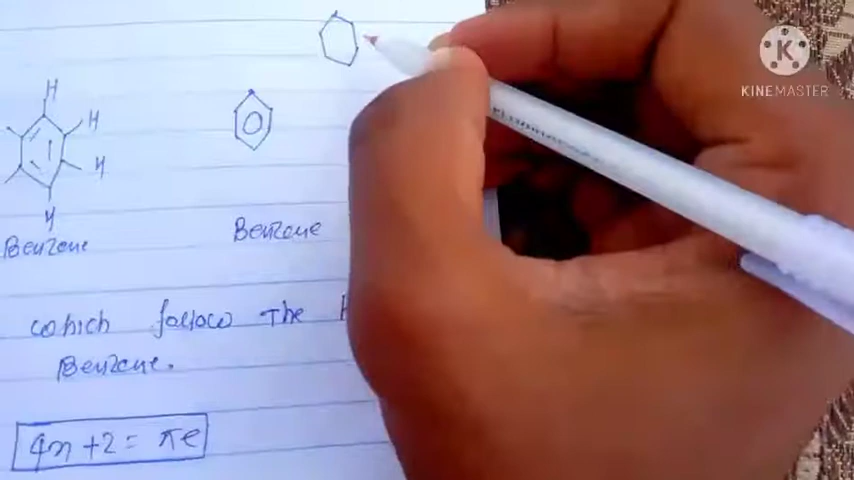 K
KINEMASTER
H
H
H
H
Benzene
Benzene
which follow The
Benzene.
4n+2 = πe